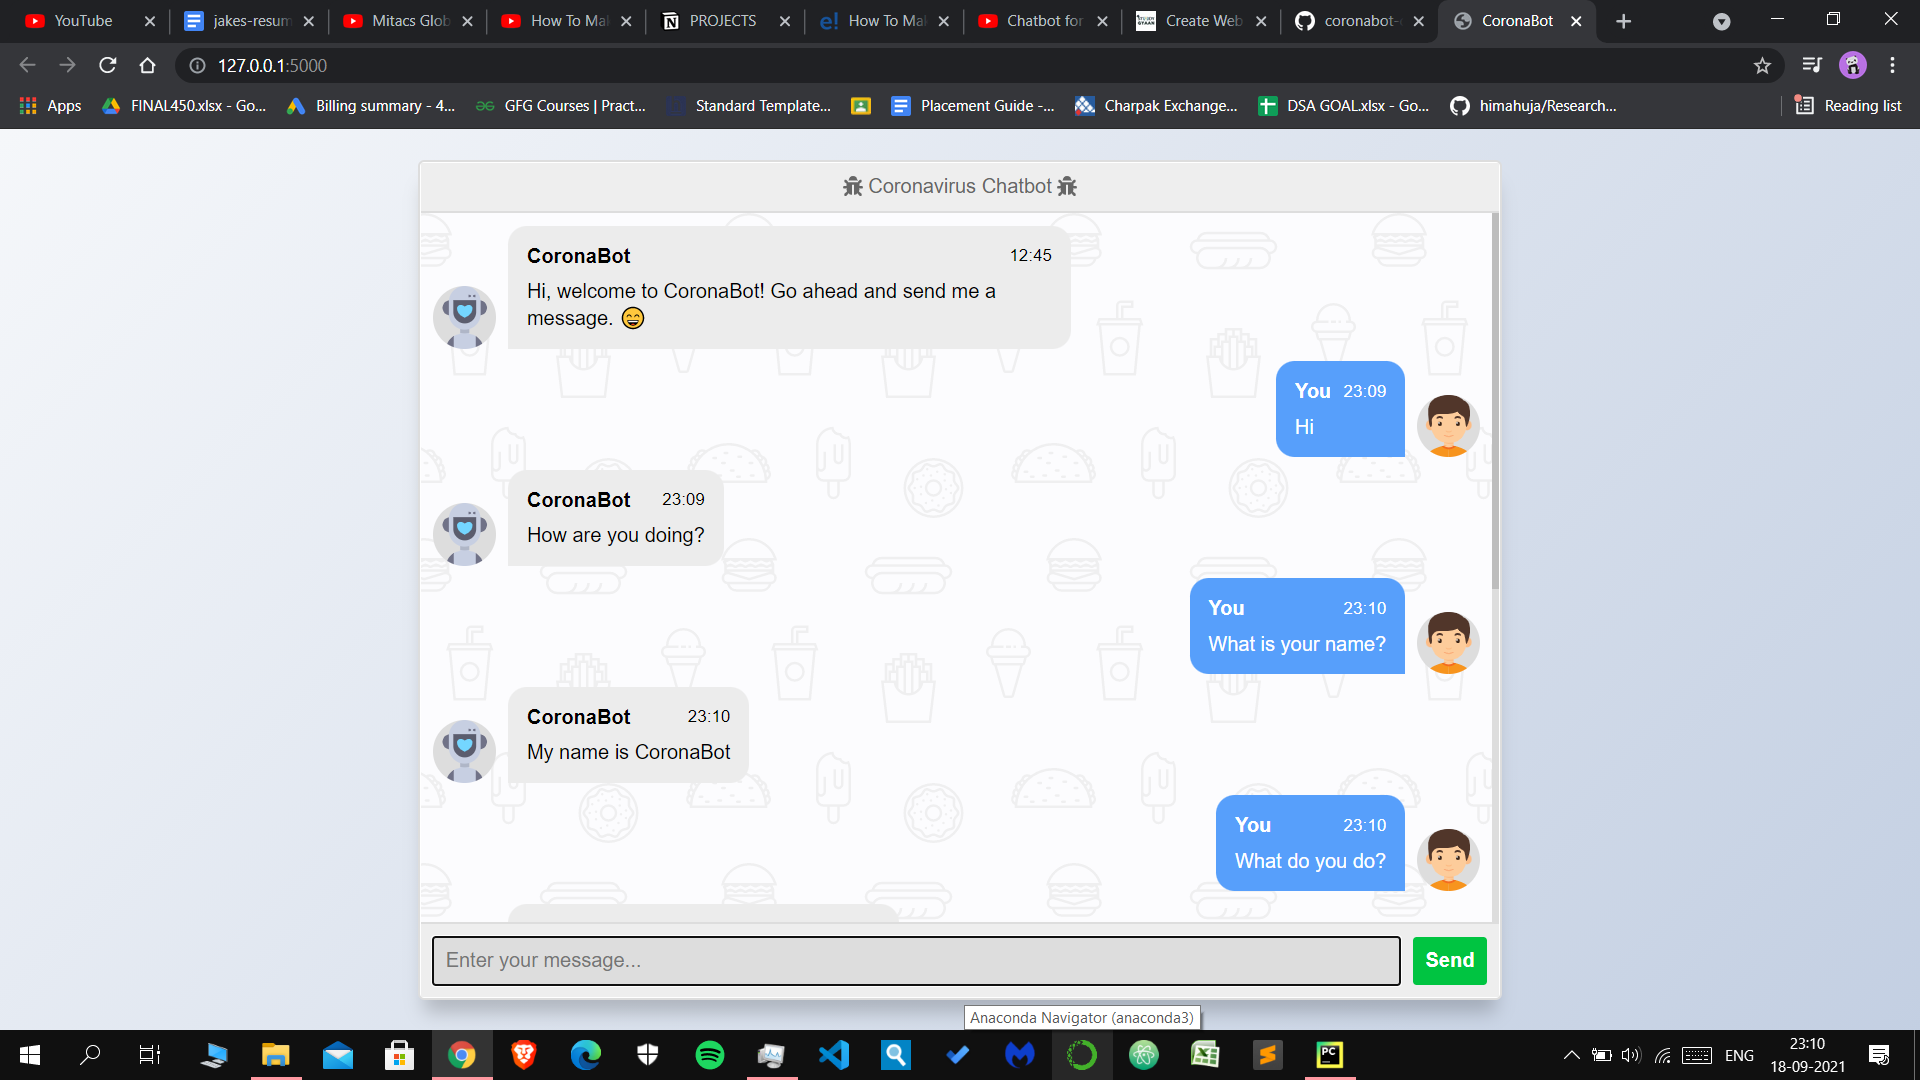 YouTube
jakes-resum
Mitacs Glob
How To Mak
PROJECTS
How To Mak
Chatbot for
Create Web
coronabot-
CoronaBot
127.0.0.1:5000
Apps
FINAL450.xlsx - Go...
Billing summary - 4...
GFG Courses | Pract...
Standard Template...
Placement Guide -...
Charpak Exchange...
DSA GOAL.xlsx - Go...
himahuja/Research...
Reading list
Coronavirus Chatbot
CoronaBot 12:45
Hi, welcome to CoronaBot! Go ahead and send me a
message. 😄
You 23:09
Hi
CoronaBot 23:09
How are you doing?
You 23:10
What is your name?
CoronaBot 23:10
My name is CoronaBot
You 23:10
What do you do?
Enter your message...
Send
Anaconda Navigator (anaconda3)
ENG
23:10
18-09-2021